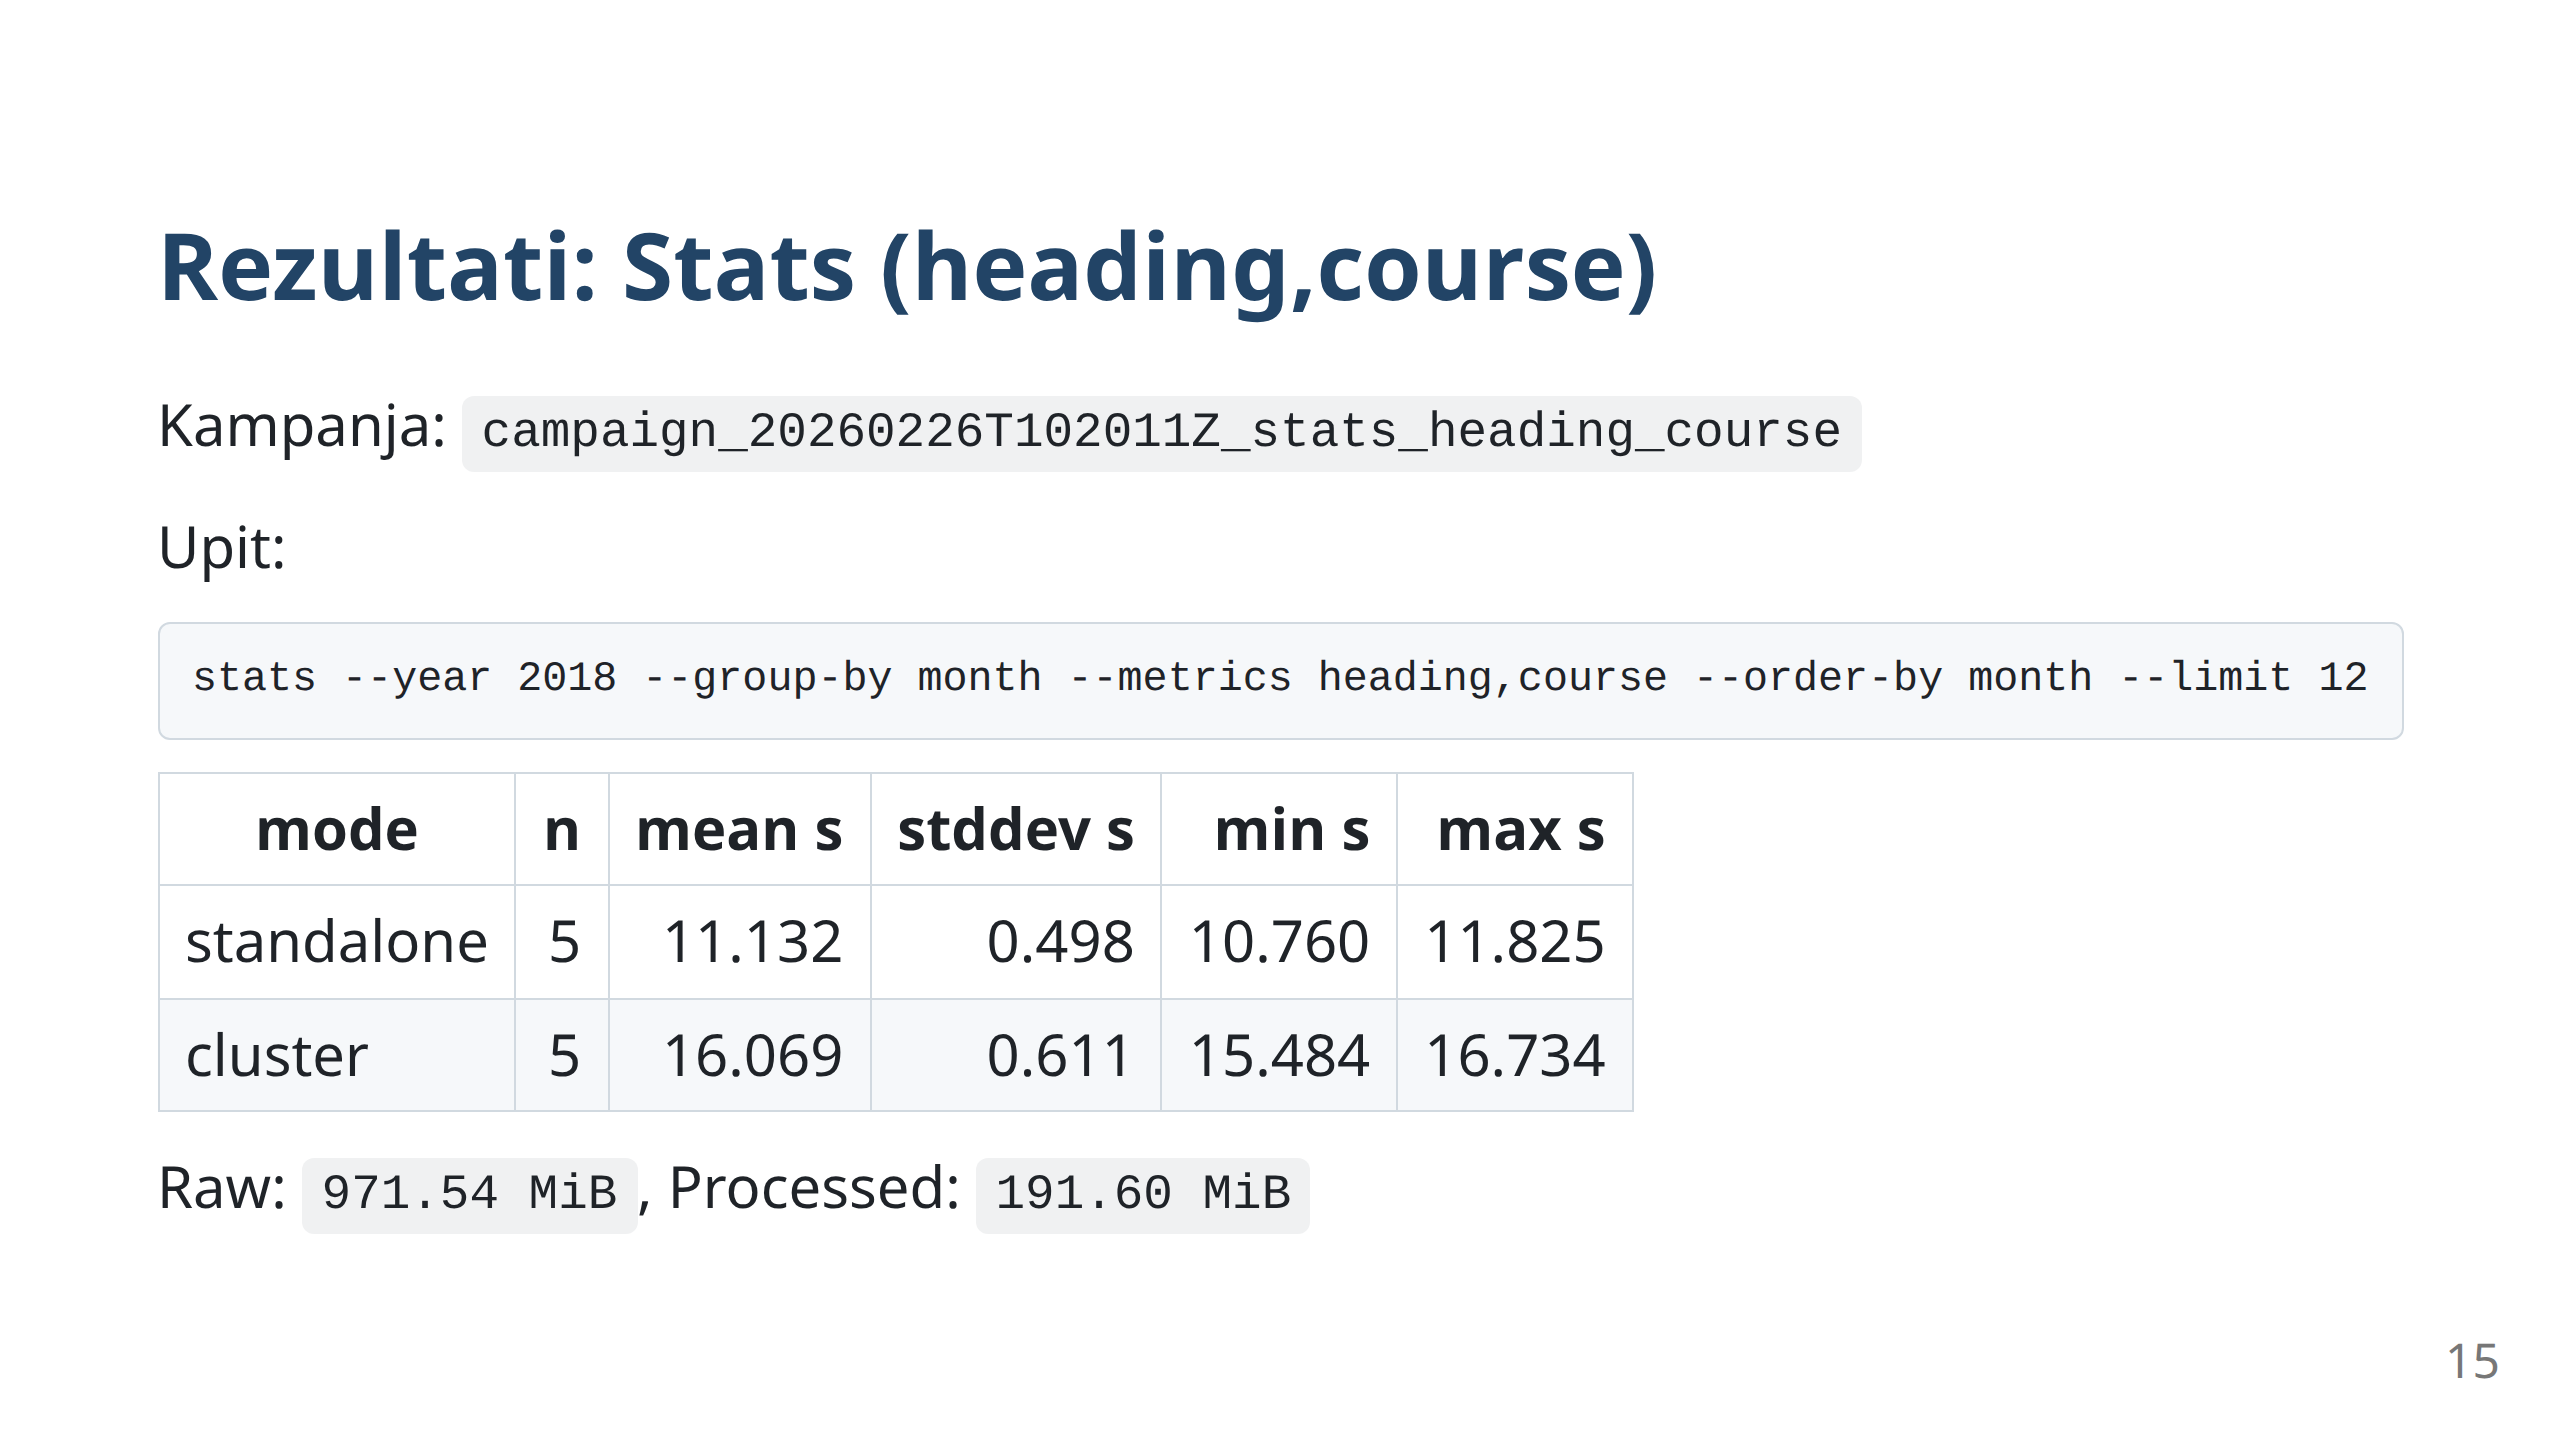 Rezultati: Stats (heading,course)
Kampanja: campaign_20260226T102011Z_stats_heading_course
Upit:
stats --year 2018 --group-by month --metrics heading,course --order-by month --limit 12
mode n mean s stddev s min s max s
standalone 5 11.132 0.498 10.760 11.825
cluster 5 16.069 0.611 15.484 16.734
Raw: 971.54 MiB, Processed: 191.60 MiB
15